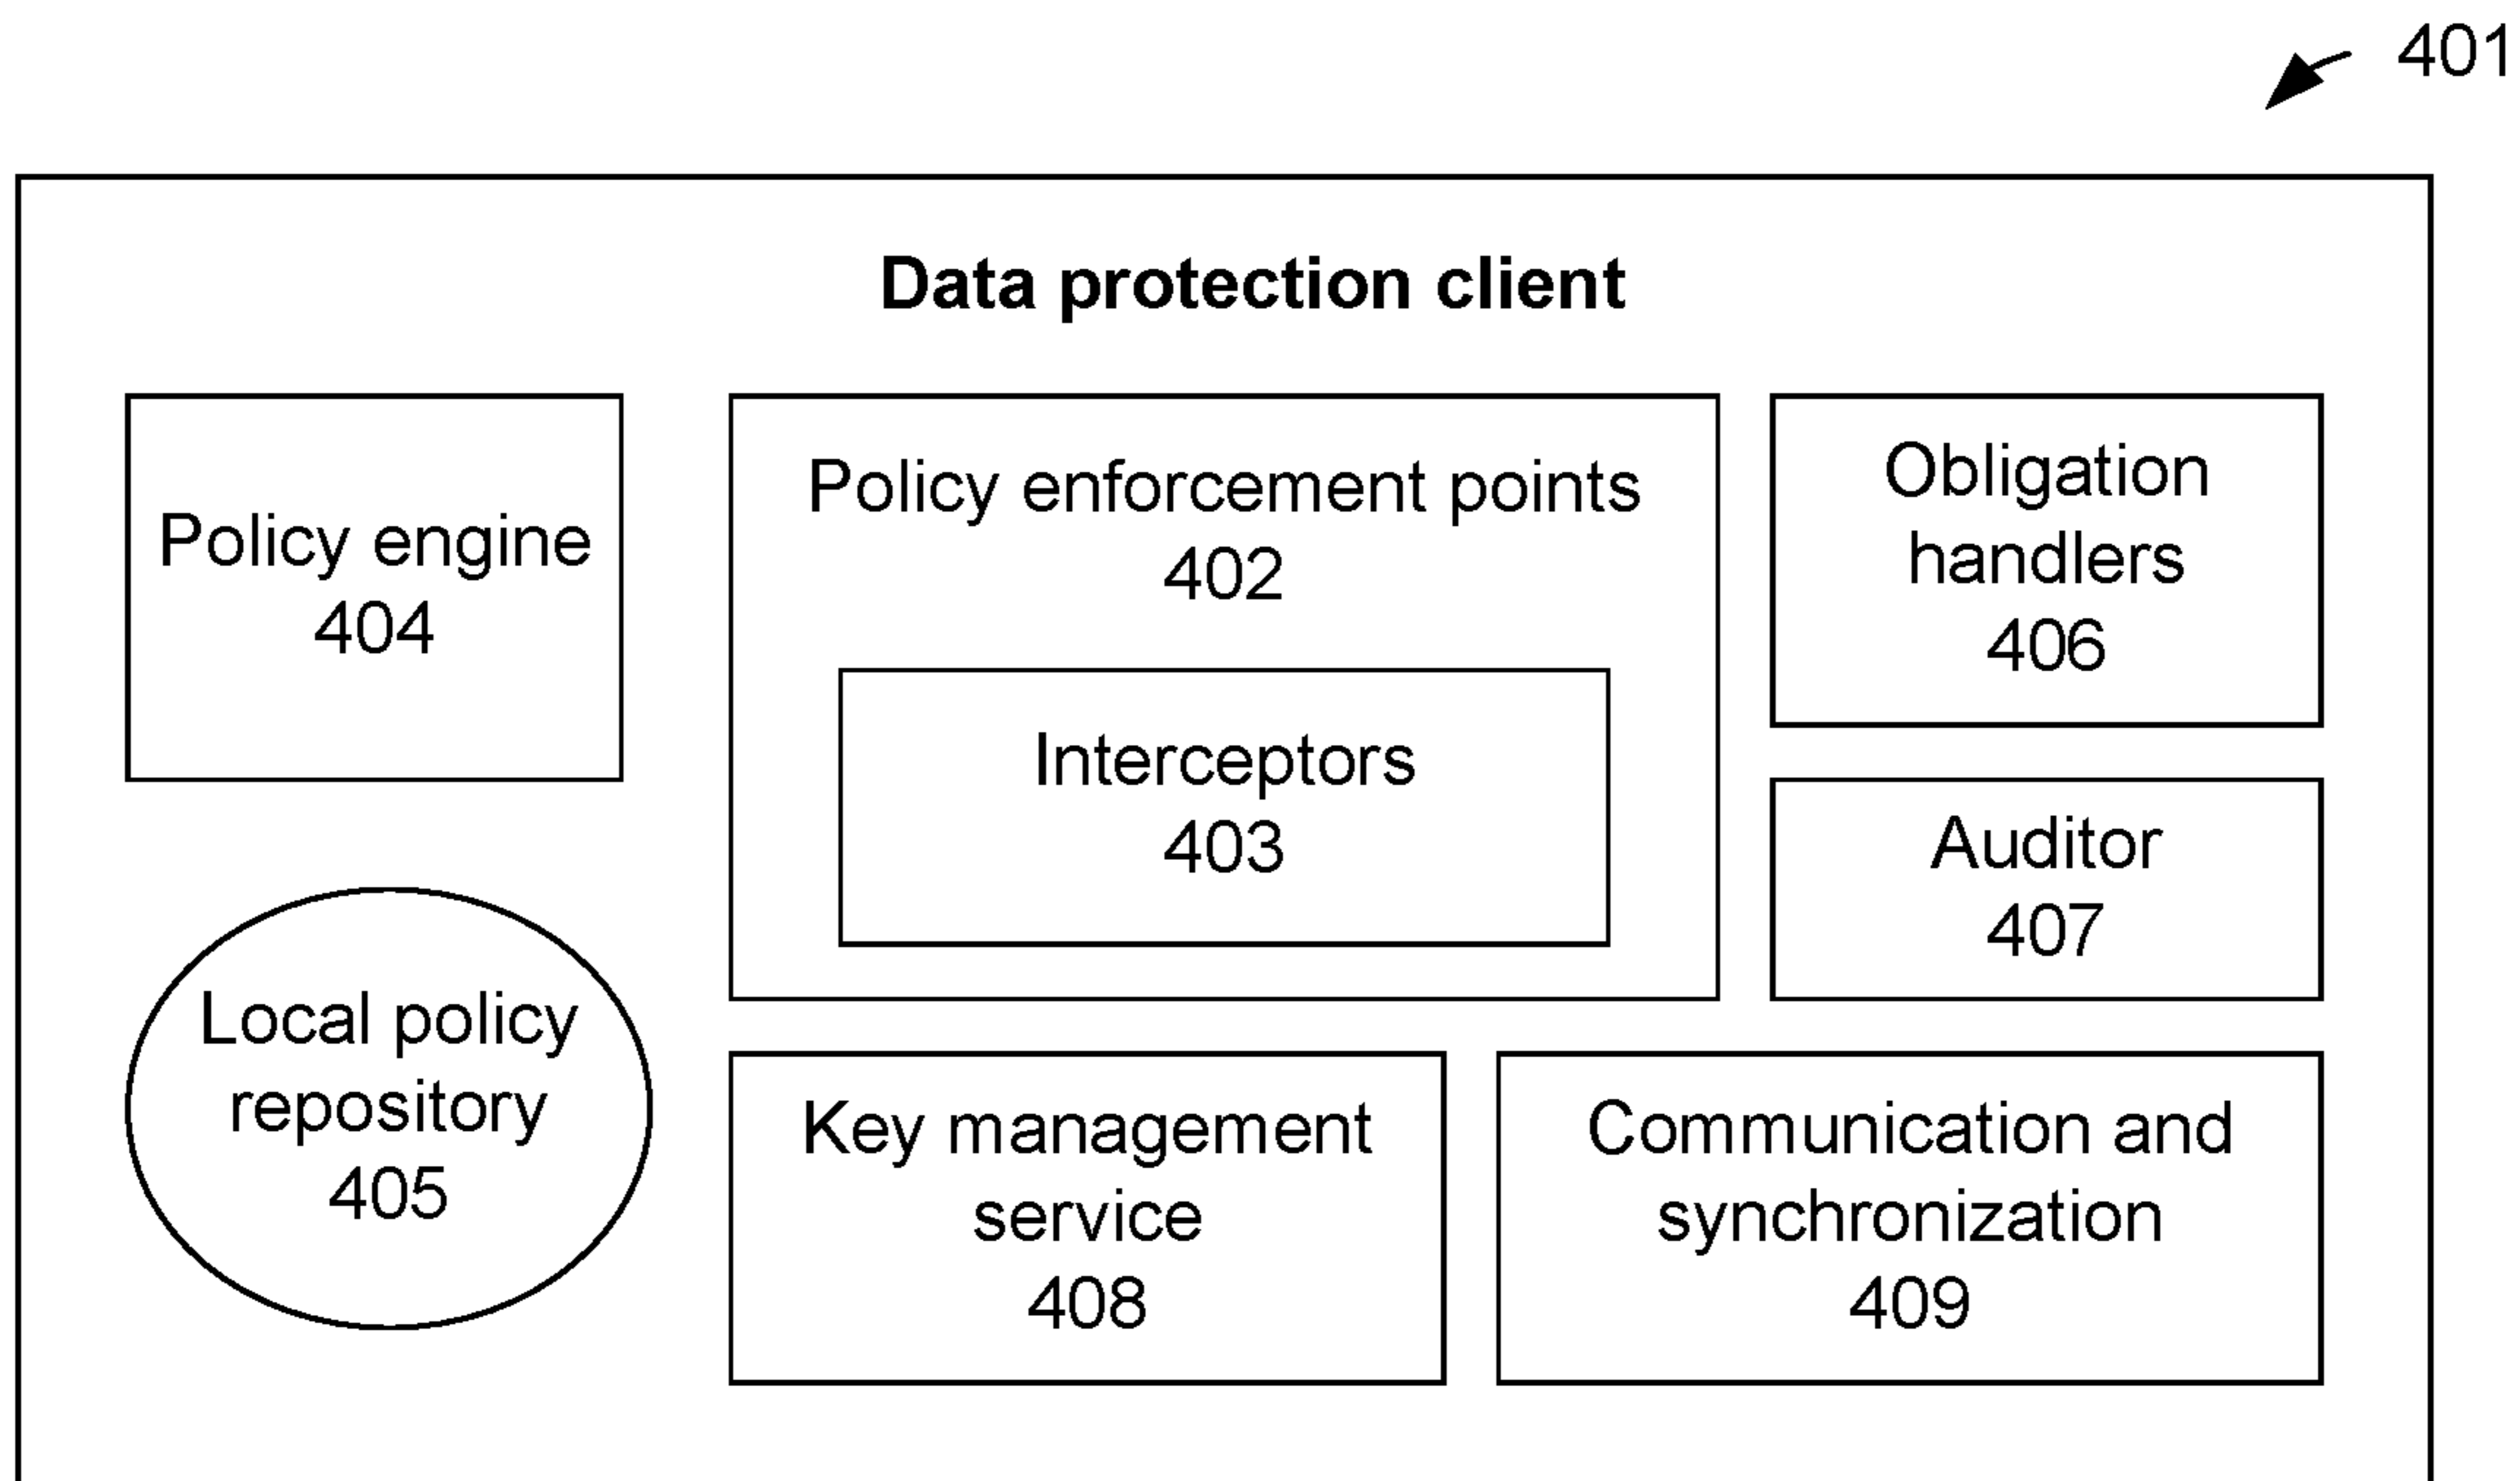 401
Data protection client
Policy engine
404
Policy enforcement points
402
Interceptors
403
Obligation
handlers
406
Auditor
407
Local policy
repository
405
Key management
service
408
Communication and
synchronization
409